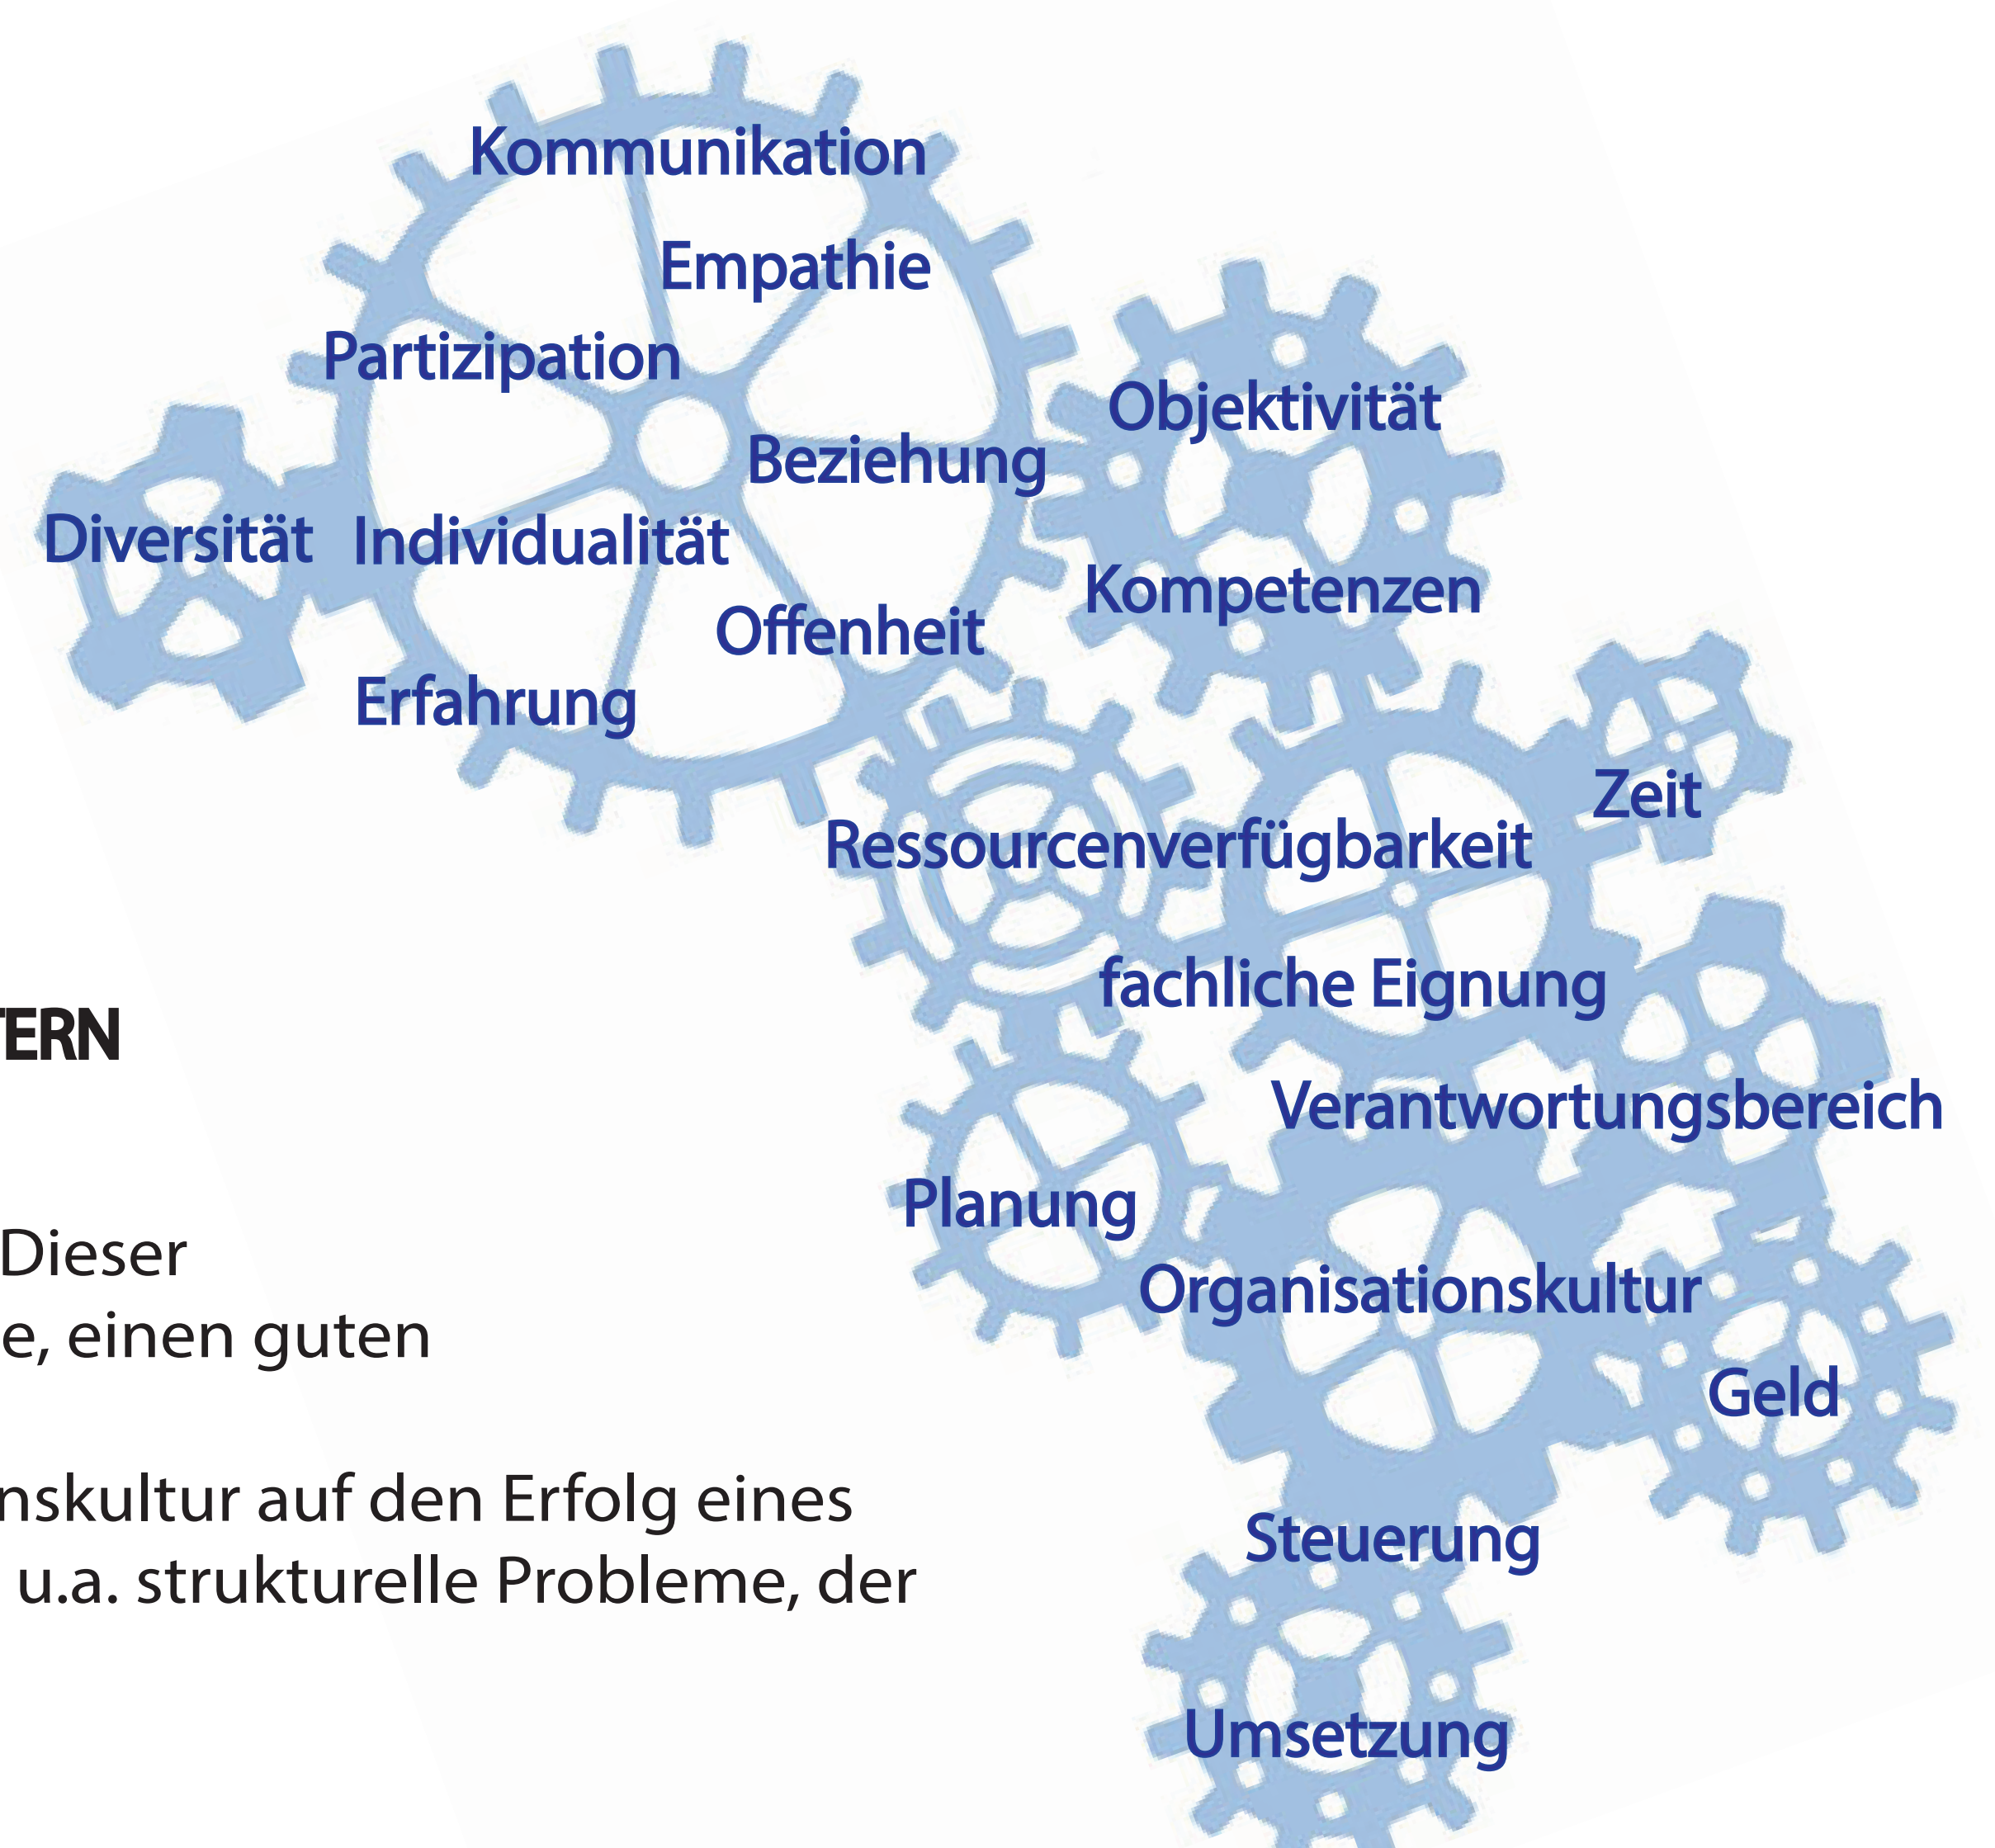 Kommunikation
Empathie
Partizipation
Objektivität
Beziehung
Diversität Individualität
Kompetenzen
Offenheit
Erfahrung
Zeit
Ressourcenverfügbarkeit
fachliche Eignung
TERN
Verantwortungsbereich
Planung
Dieser
Organisationskultur
e, einen guten
Geld
nskultur auf den Erfolg eines
Steuerung
u.a. strukturelle Probleme, der
Umsetzung